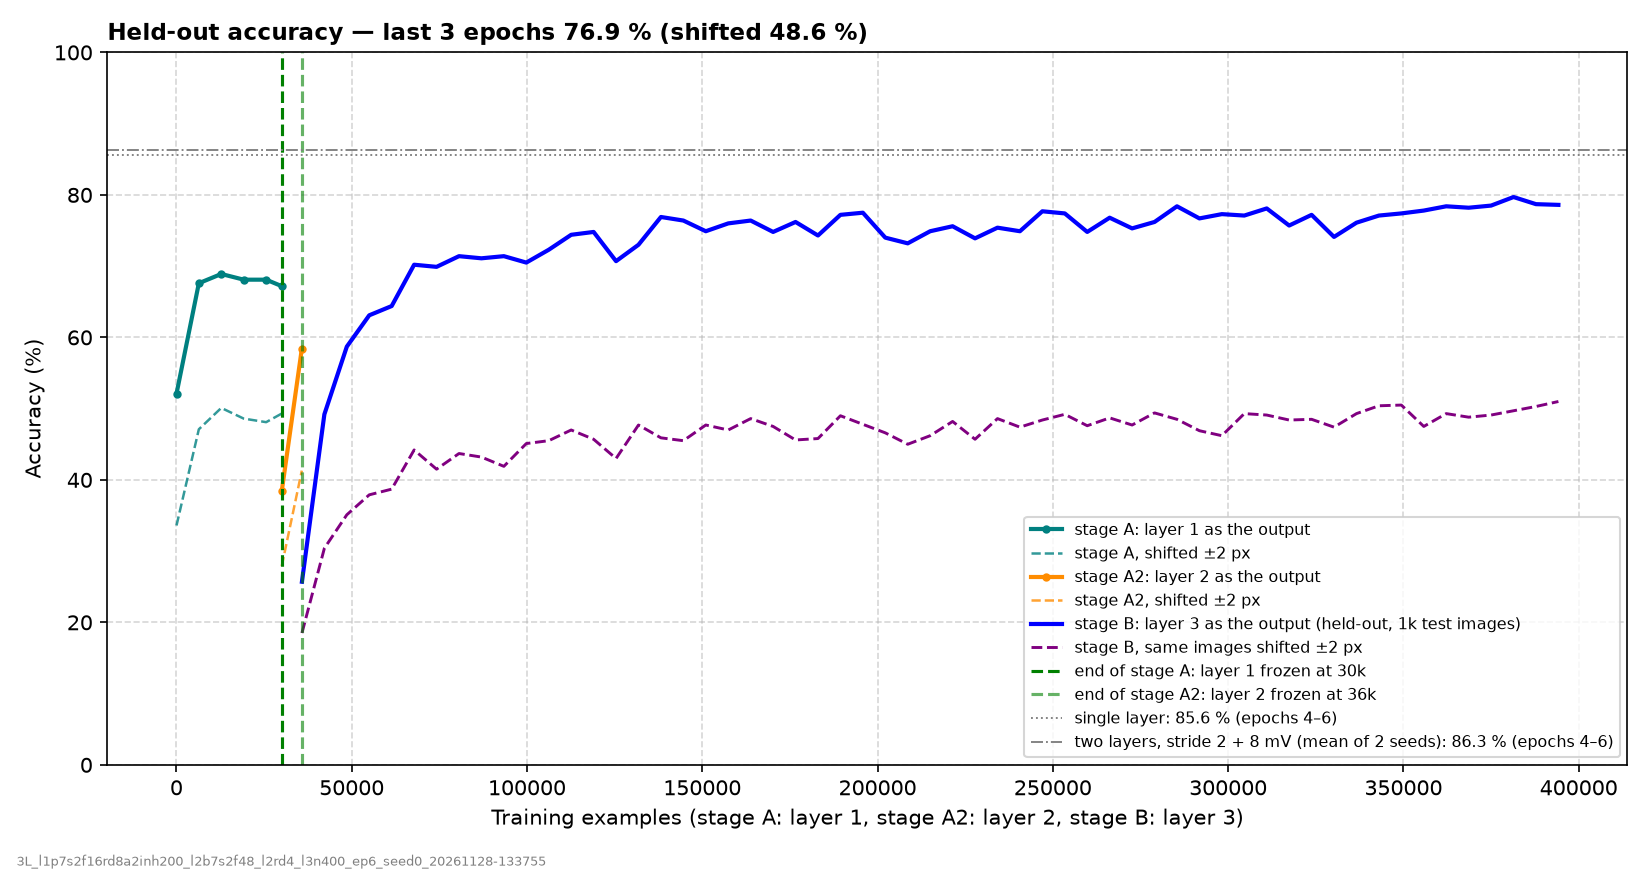 Held-out accuracy — last 3 epochs 76.9 % (shifted 48.6 %)
100
80
60
40
20
0
Accuracy (%)
stage A: layer 1 as the output
stage A, shifted ±2 px
stage A2: layer 2 as the output
stage A2, shifted ±2 px
stage B: layer 3 as the output (held-out, 1k test images)
stage B, same images shifted ±2 px
end of stage A: layer 1 frozen at 30k
end of stage A2: layer 2 frozen at 36k
single layer: 85.6 % (epochs 4–6)
two layers, stride 2 + 8 mV (mean of 2 seeds): 86.3 % (epochs 4–6)
0 50000 100000 150000 200000 250000 300000 350000 400000
Training examples (stage A: layer 1, stage A2: layer 2, stage B: layer 3)
3L_l1p7s2f16rd8a2inh200_l2b7s2f48_l2rd4_l3n400_ep6_seed0_20261128-133755